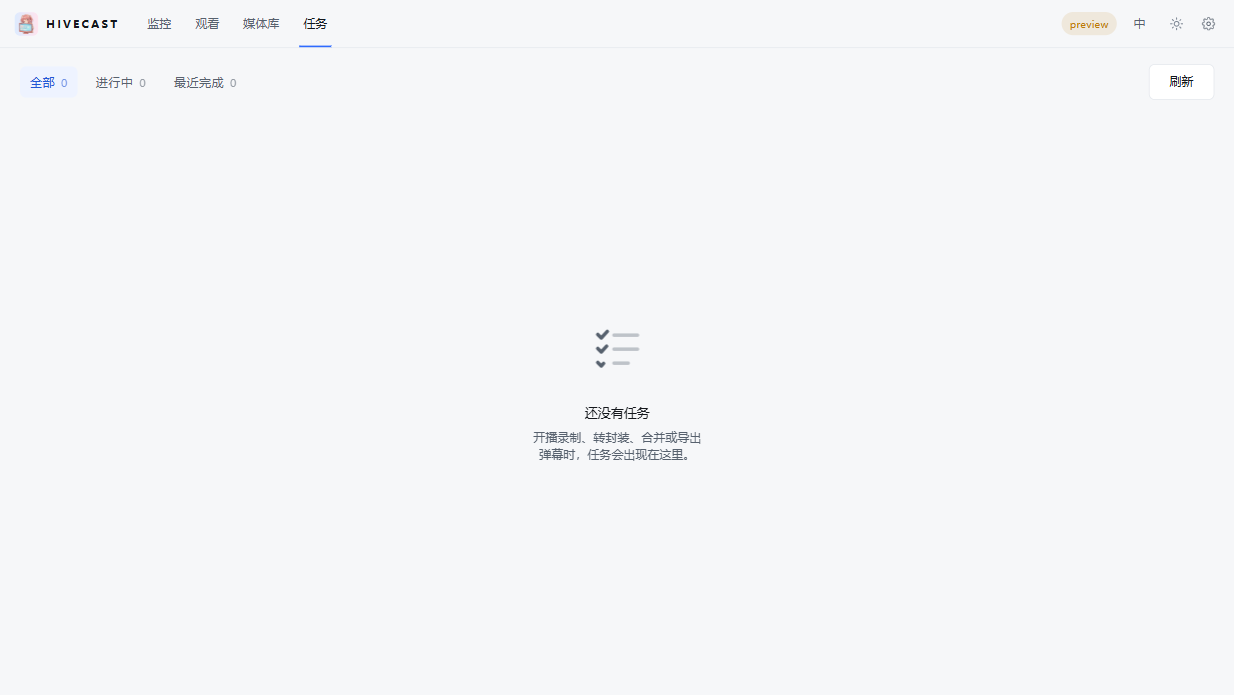 HIVECAST 监控 观看 媒体库 任务 preview 中
全部 0 进行中 0 最近完成 0 刷新
还没有任务
开播录制、转封装、合并或导出
弹幕时，任务会出现在这里。